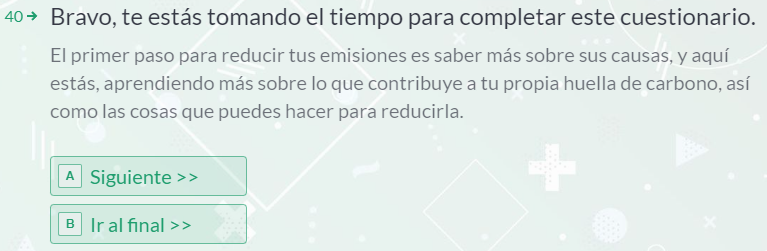 40→ Bravo, te estás tomando el tiempo para completar este cuestionario.
El primer paso para reducir tus emisiones es saber más sobre sus causas, y aquí
estás, aprendiendo más sobre lo que contribuye a tu propia huella de carbono, así
como las cosas que puedes hacer para reducirla.
A Siguiente >>
B Ir al final >>